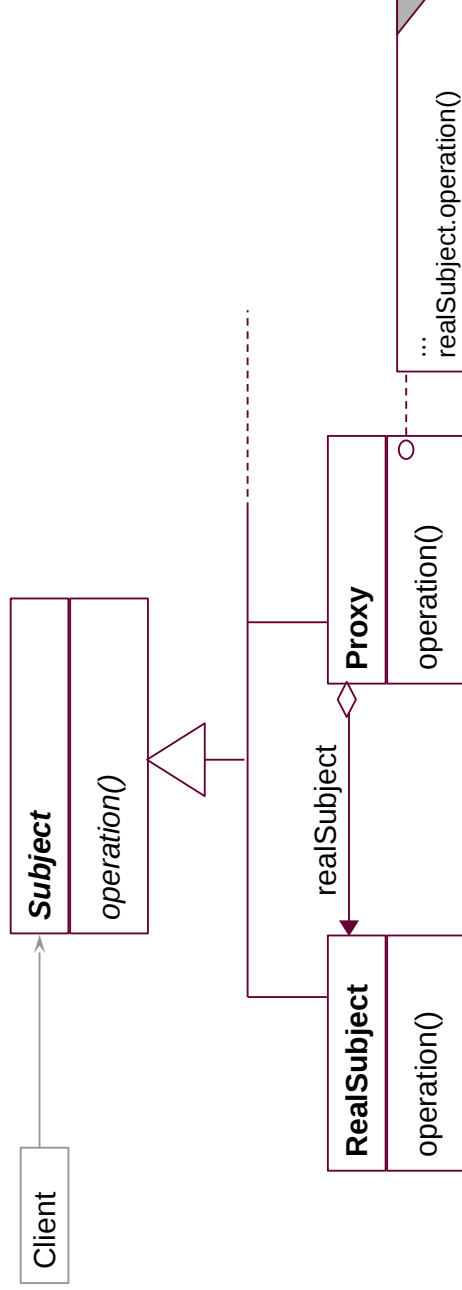 Client
Subject
operation()
RealSubject
operation()
realSubject
Proxy
operation()
...
realSubject.operation()